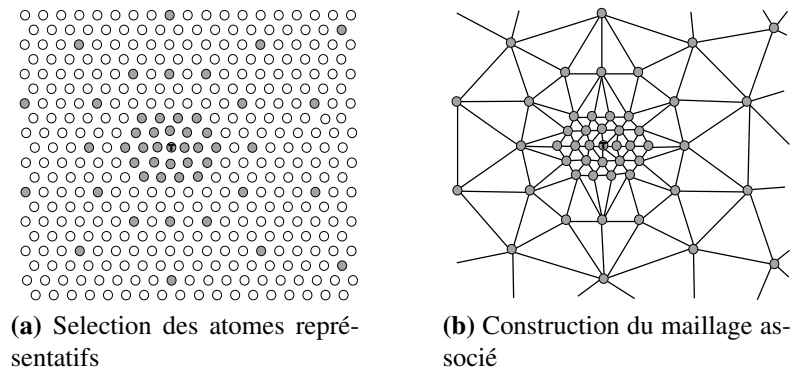 (a) Selection des atomes repré-
sentatifs
(b) Construction du maillage as-
socié